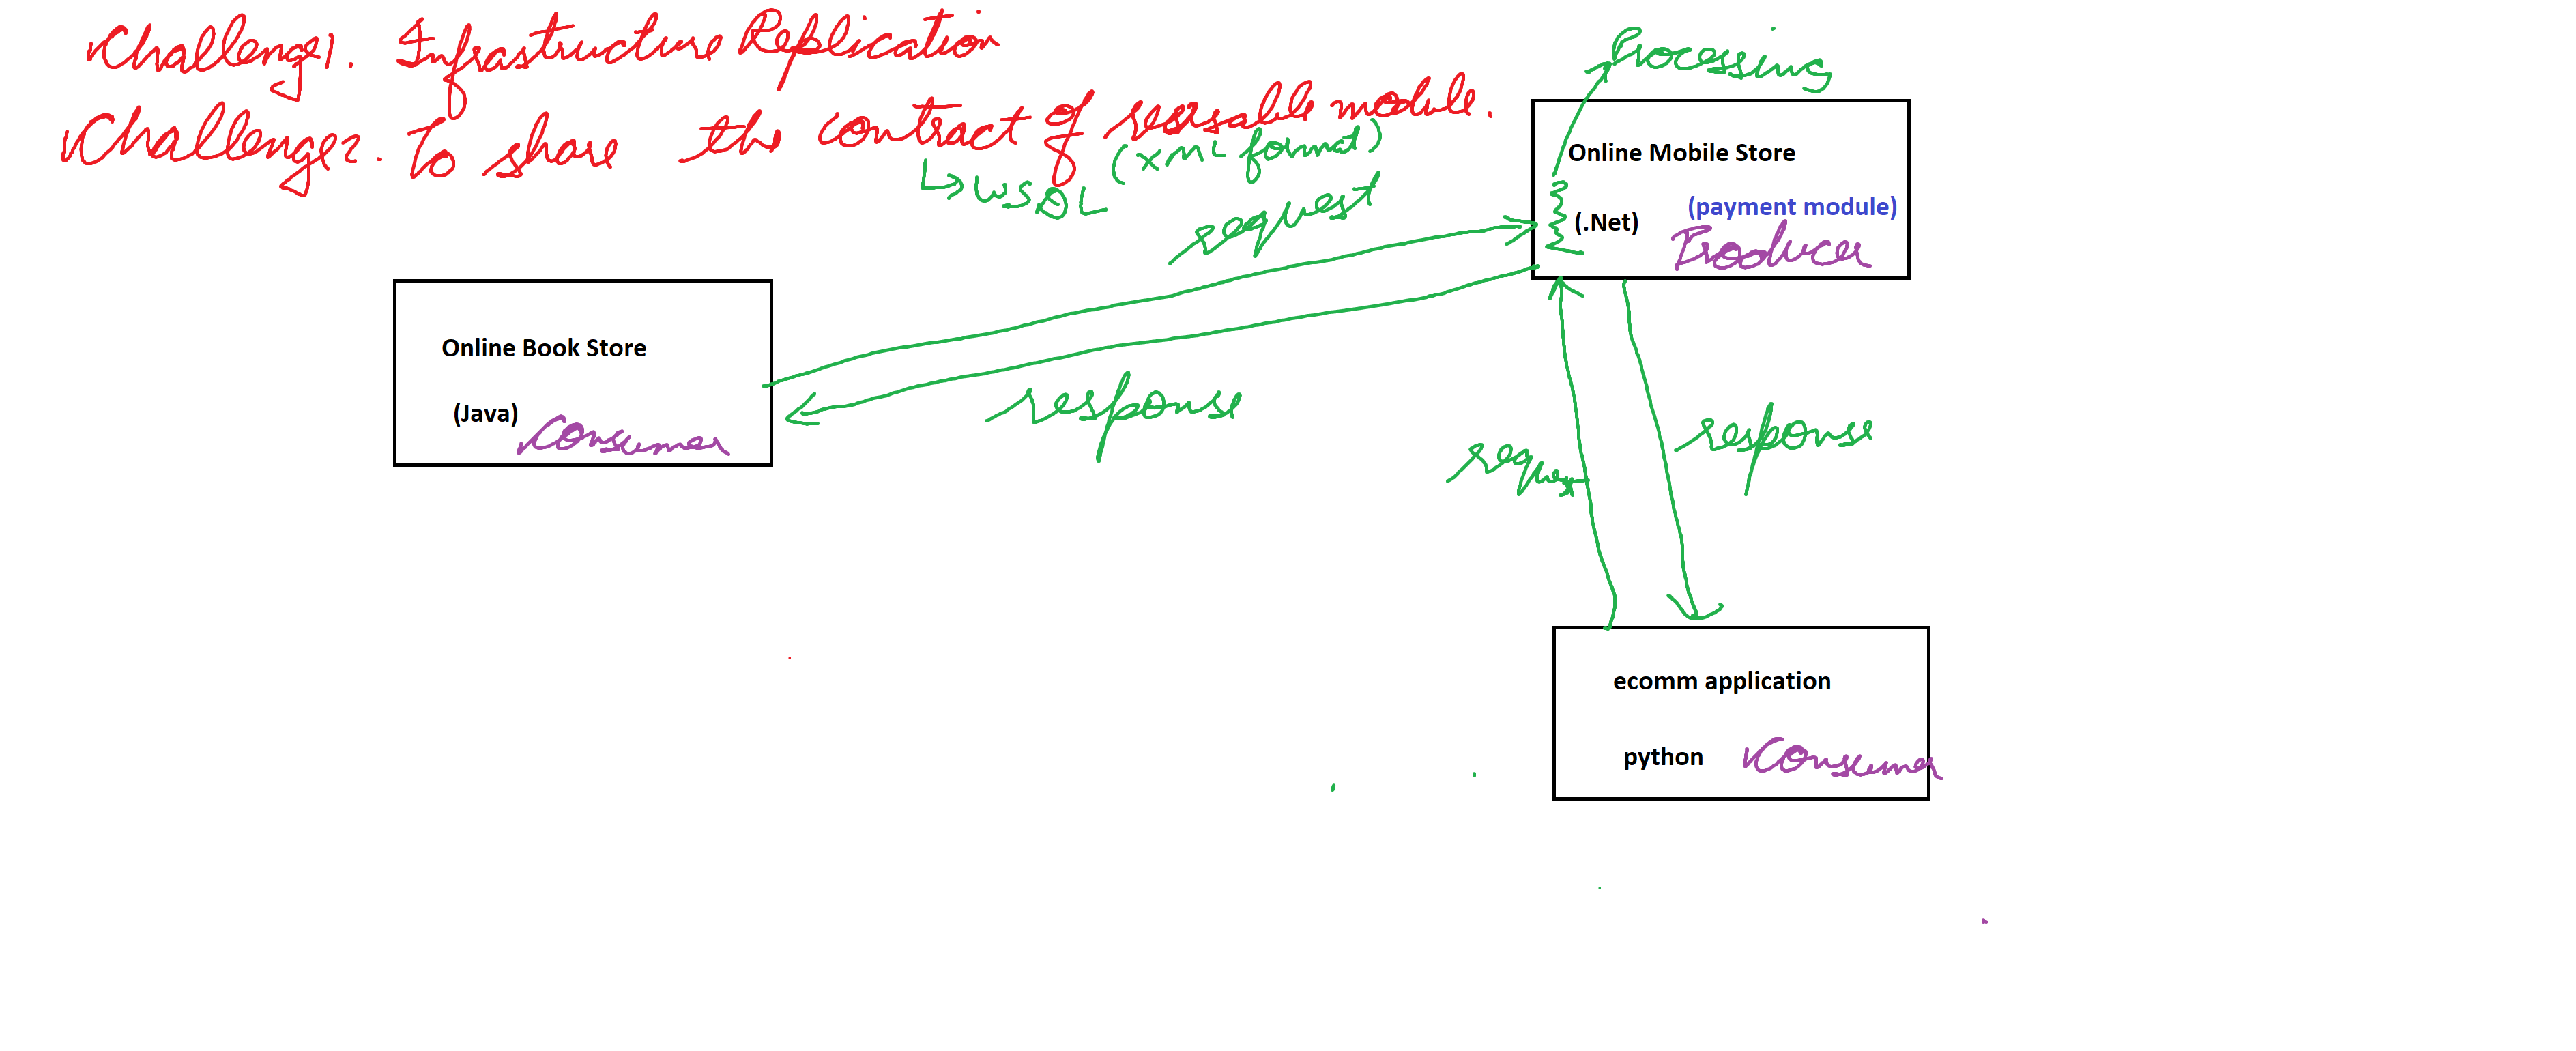 Challenge1. Infrastructure Replication
Challenge2. To share the contract of reusable module.
↳ WSDL (XML format)
Processing
Online Mobile Store
(.Net) (payment module)
Producer
request
response
Online Book Store
(Java) Consumer
request
response
ecomm application
python Consumer